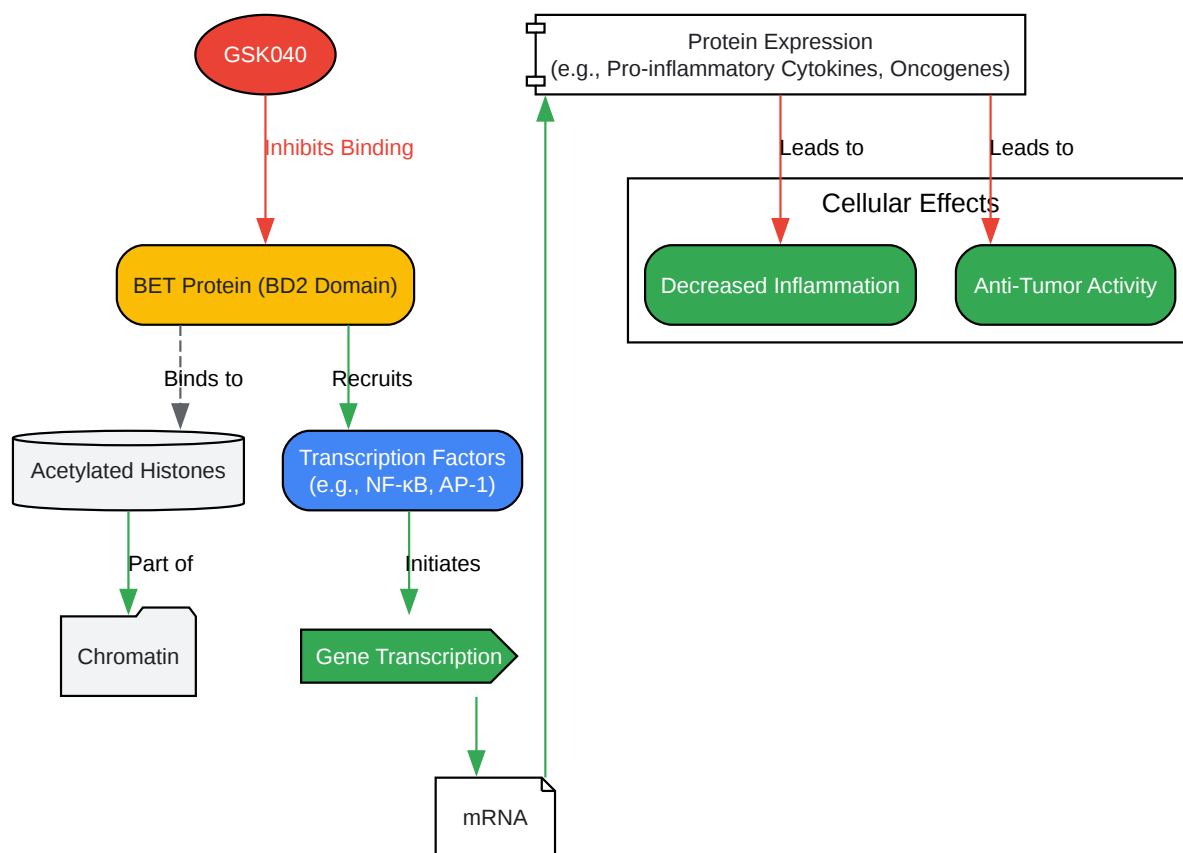 GSK040
Inhibits Binding
BET Protein (BD2 Domain)
Binds to
Recruits
Acetylated Histones
Transcription Factors
(e.g., NF-κB, AP-1)
Part of
Initiates
Chromatin
Gene Transcription
mRNA
Protein Expression
(e.g., Pro-inflammatory Cytokines, Oncogenes)
Leads to
Leads to
Cellular Effects
Decreased Inflammation
Anti-Tumor Activity